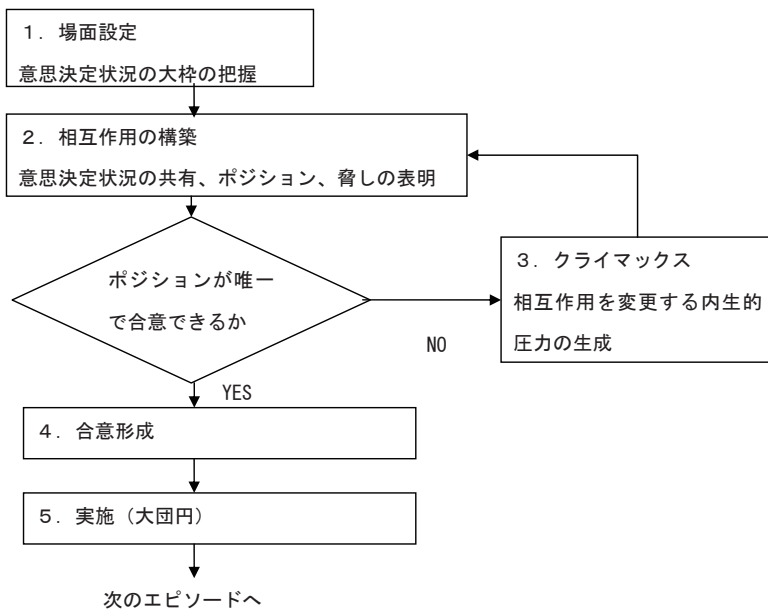 １．場面設定
意思決定状況の大枠の把握
２．相互作用の構築
意思決定状況の共有、ポジション、脅しの表明
ポジションが唯一
で合意できるか
３．クライマックス
相互作用を変更する内生的
圧力の生成
NO
YES
４．合意形成
５．実施（大団円）
次のエピソードへ